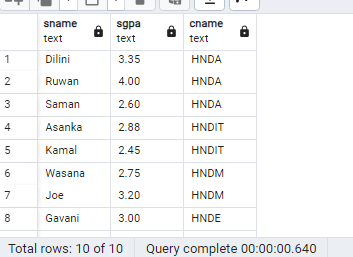 sname sgpa cname
text text text
1 Dilini 3.35 HNDA
2 Ruwan 4.00 HNDA
3 Saman 2.60 HNDA
4 Asanka 2.88 HNDIT
5 Kamal 2.45 HNDIT
6 Wasana 2.75 HNDM
7 Joe 3.20 HNDM
8 Gavani 3.00 HNDE
Total rows: 10 of 10 Query complete 00:00:00.640